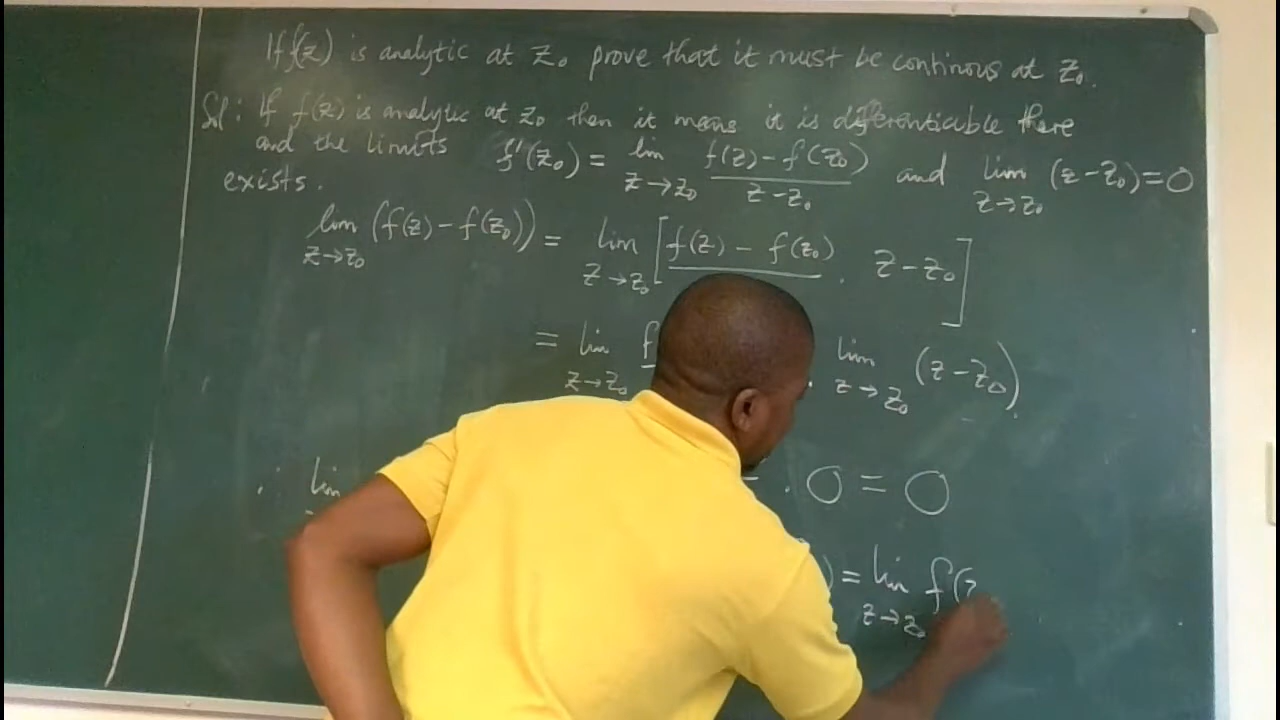 If f(z) is analytic at z₀ prove that it must be continous at z₀.
Sol: If f(z) is analytic at z₀ then it means it is differenticiable there
and the limits f'(z₀) = lim z→z₀ (f(z) − f(z₀))/(z − z₀) and lim z→z₀ (z − z₀) = 0
exists.
lim z→z₀ (f(z) − f(z₀)) = lim z→z₀ [f(z) − f(z₀) . z − z₀]
= lim z→z₀ f . lim z→z₀ (z − z₀).
lim . 0 = 0
) = lim z→z₀ f(z